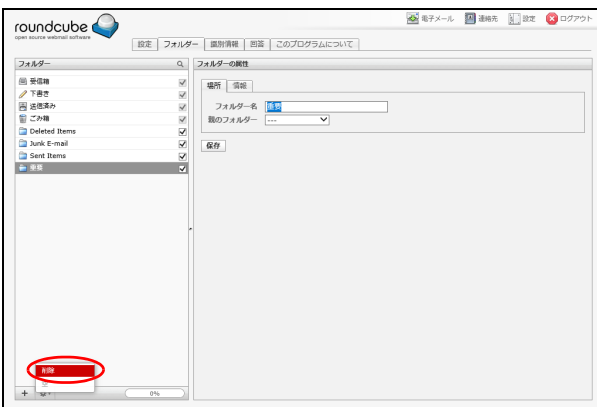 roundcube
open source webmail software
電子メール 連絡先 設定 ログアウト
設定 フォルダー 識別情報 回答 このプログラムについて
フォルダー
受信箱
下書き
送信済み
ごみ箱
Deleted Items
Junk E-mail
Sent Items
重要
フォルダーの属性
場所 情報
フォルダー名 重要
親のフォルダー ---
保存
削除
空
+ 0%